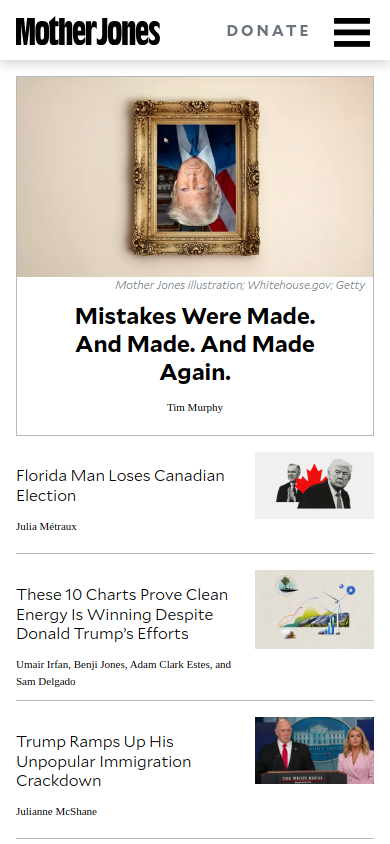 Mother Jones
DONATE
Mother Jones illustration; Whitehouse.gov; Getty
Mistakes Were Made.
And Made. And Made
Again.
Tim Murphy
Florida Man Loses Canadian
Election
Julia Métraux
These 10 Charts Prove Clean
Energy Is Winning Despite
Donald Trump’s Efforts
Umair Irfan, Benji Jones, Adam Clark Estes, and
Sam Delgado
Trump Ramps Up His
Unpopular Immigration
Crackdown
THE WHITE HOUSE
Julianne McShane